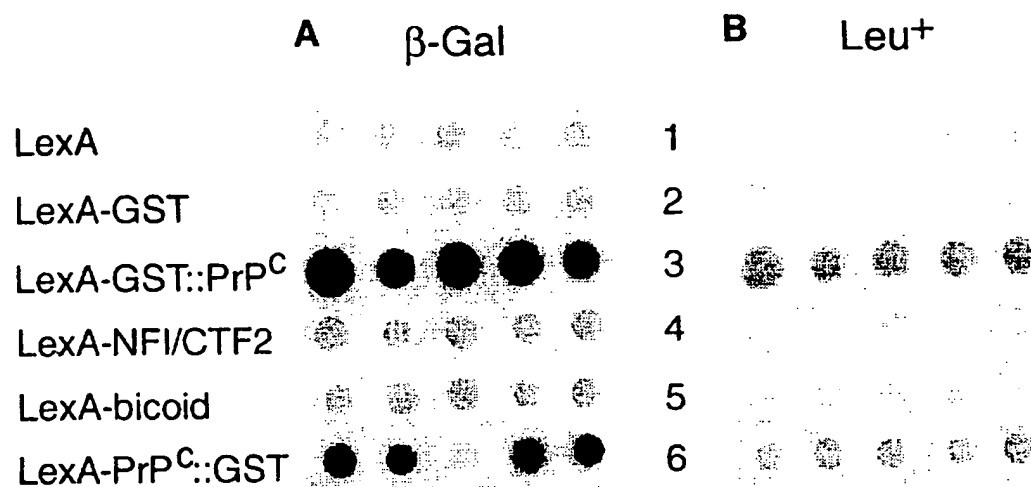 A β-Gal B Leu⁺
LexA 1
LexA-GST 2
LexA-GST::PrPᶜ 3
LexA-NFI/CTF2 4
LexA-bicoid 5
LexA-PrPᶜ::GST 6